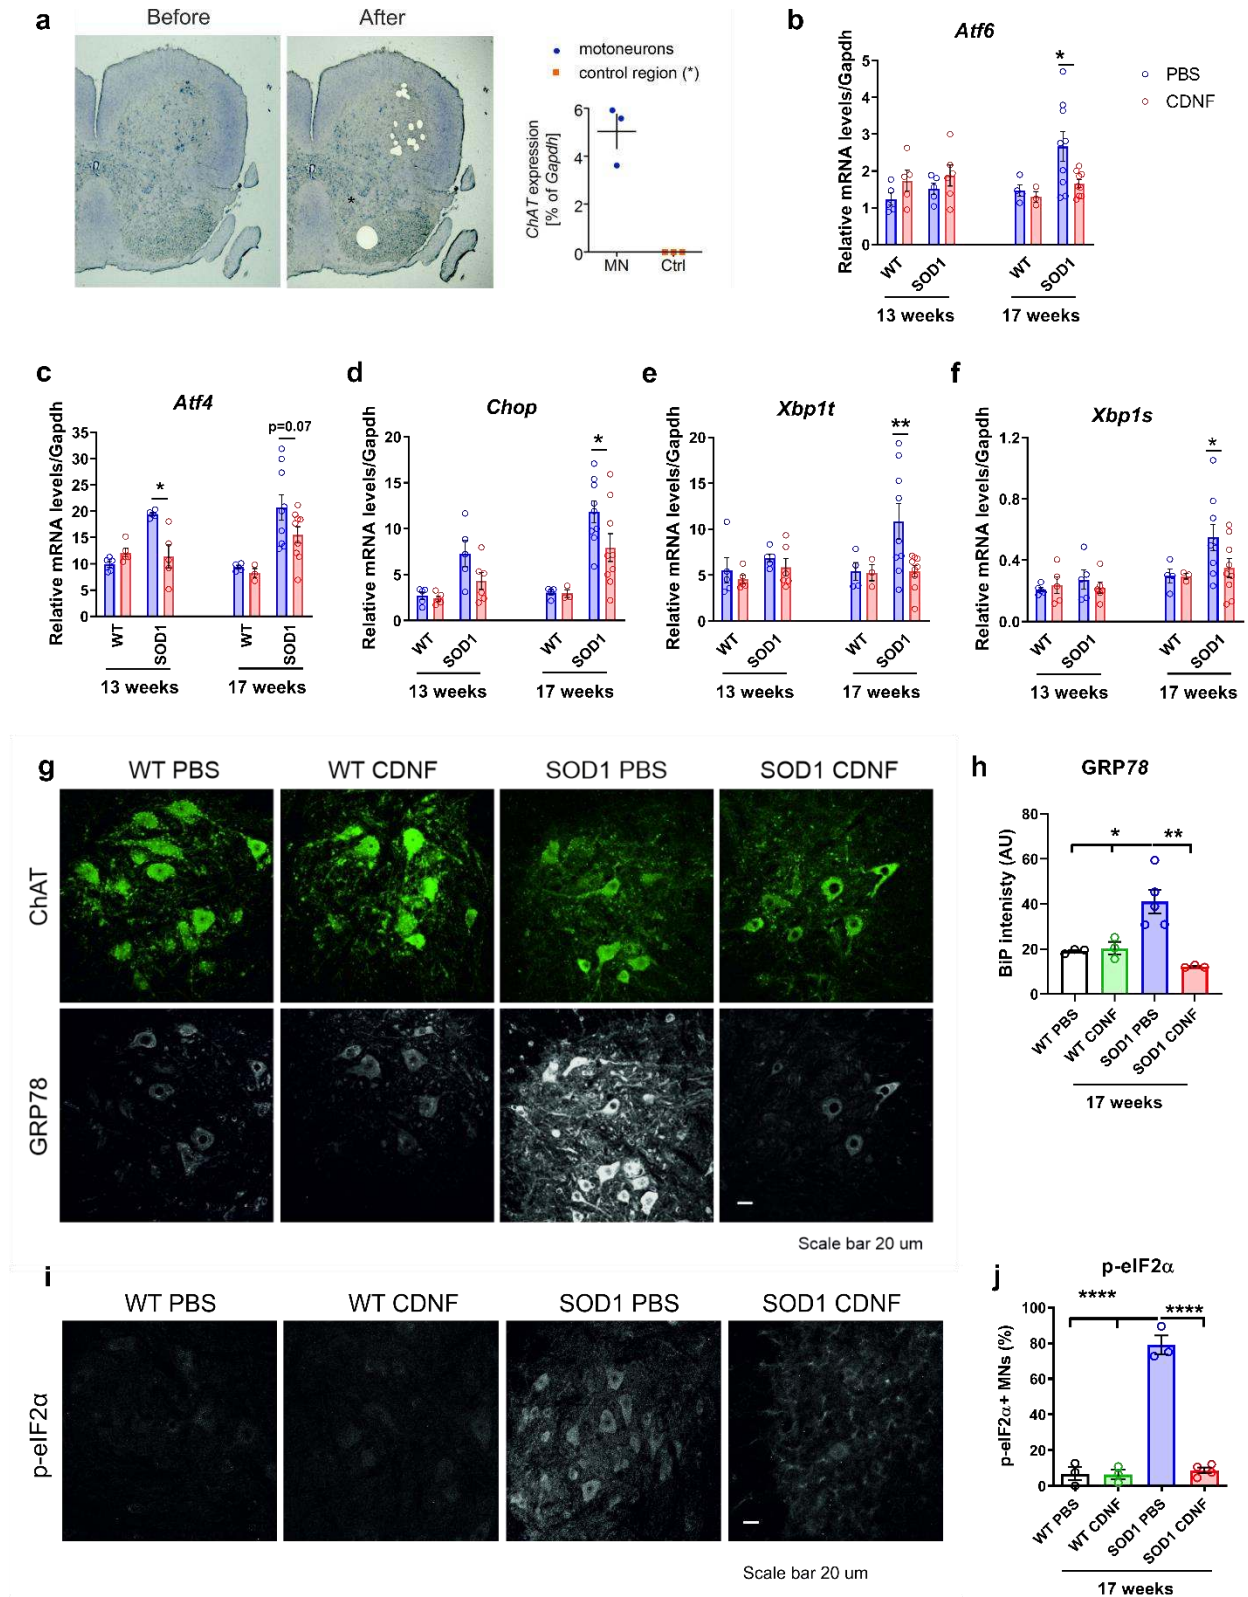 a
Before
After
motoneurons
control region (*)
ChAT expression
[% of Gapdh]
6
4
2
0
MN
Ctrl
*
b
Atf6
Relative mRNA levels/Gapdh
5
4
3
2
1
0
*
PBS
CDNF
WT
SOD1
WT
SOD1
13 weeks
17 weeks
c
Atf4
Relative mRNA levels/Gapdh
35
30
25
20
15
10
5
0
*
p=0.07
WT
SOD1
WT
SOD1
13 weeks
17 weeks
d
Chop
Relative mRNA levels/Gapdh
20
15
10
5
0
*
WT
SOD1
WT
SOD1
13 weeks
17 weeks
e
Xbp1t
Relative mRNA levels/Gapdh
20
15
10
5
0
**
WT
SOD1
WT
SOD1
13 weeks
17 weeks
f
Xbp1s
Relative mRNA levels/Gapdh
1.2
0.8
0.4
0.0
*
WT
SOD1
WT
SOD1
13 weeks
17 weeks
g
WT PBS
WT CDNF
SOD1 PBS
SOD1 CDNF
ChAT
GRP78
Scale bar 20 um
h
GRP78
BiP intenisty (AU)
80
60
40
20
0
*
**
WT PBS
WT CDNF
SOD1 PBS
SOD1 CDNF
17 weeks
i
WT PBS
WT CDNF
SOD1 PBS
SOD1 CDNF
p-eIF2α
Scale bar 20 um
j
p-eIF2α
p-eIF2α+ MNs (%)
100
80
60
40
20
0
****
****
WT PBS
WT CDNF
SOD1 PBS
SOD1 CDNF
17 weeks